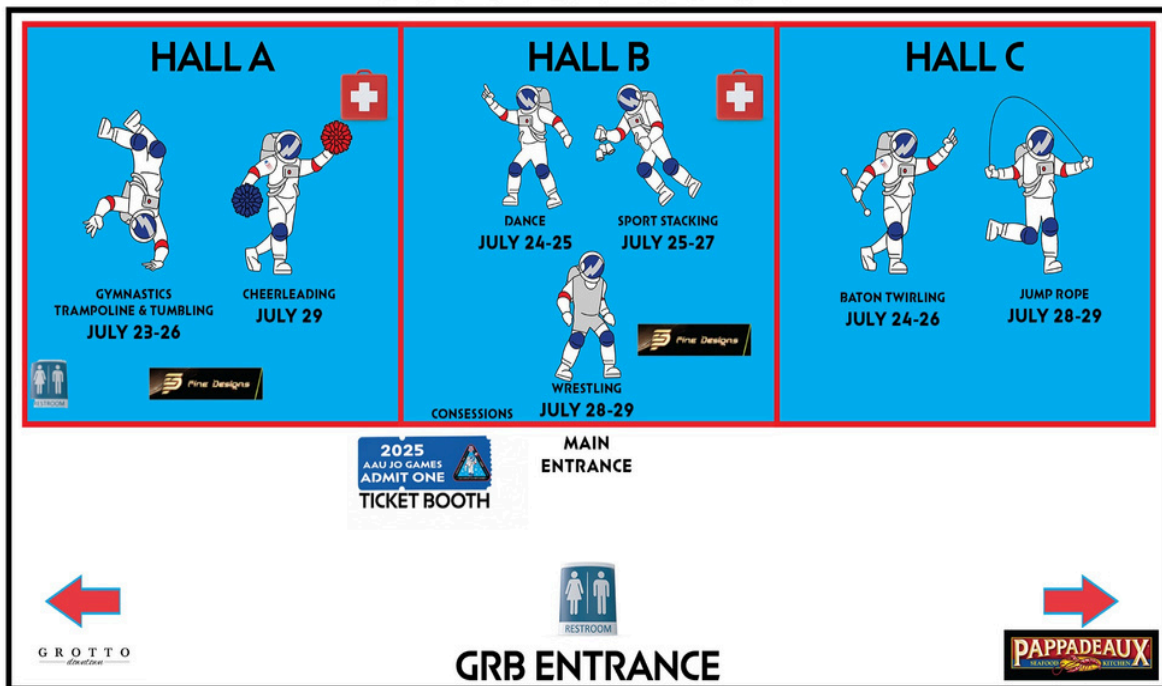 HALL A
GYMNASTICS
TRAMPOLINE & TUMBLING
JULY 23-26
CHEERLEADING
JULY 29
RESTROOM
Fine Designs
HALL B
DANCE
JULY 24-25
SPORT STACKING
JULY 25-27
WRESTLING
JULY 28-29
Fine Designs
CONSESSIONS
HALL C
BATON TWIRLING
JULY 24-26
JUMP ROPE
JULY 28-29
2025
AAU JO GAMES
ADMIT ONE
TICKET BOOTH
MAIN
ENTRANCE
RESTROOM
GRB ENTRANCE
GROTTO
downtown
PAPPADEAUX
SEAFOOD KITCHEN